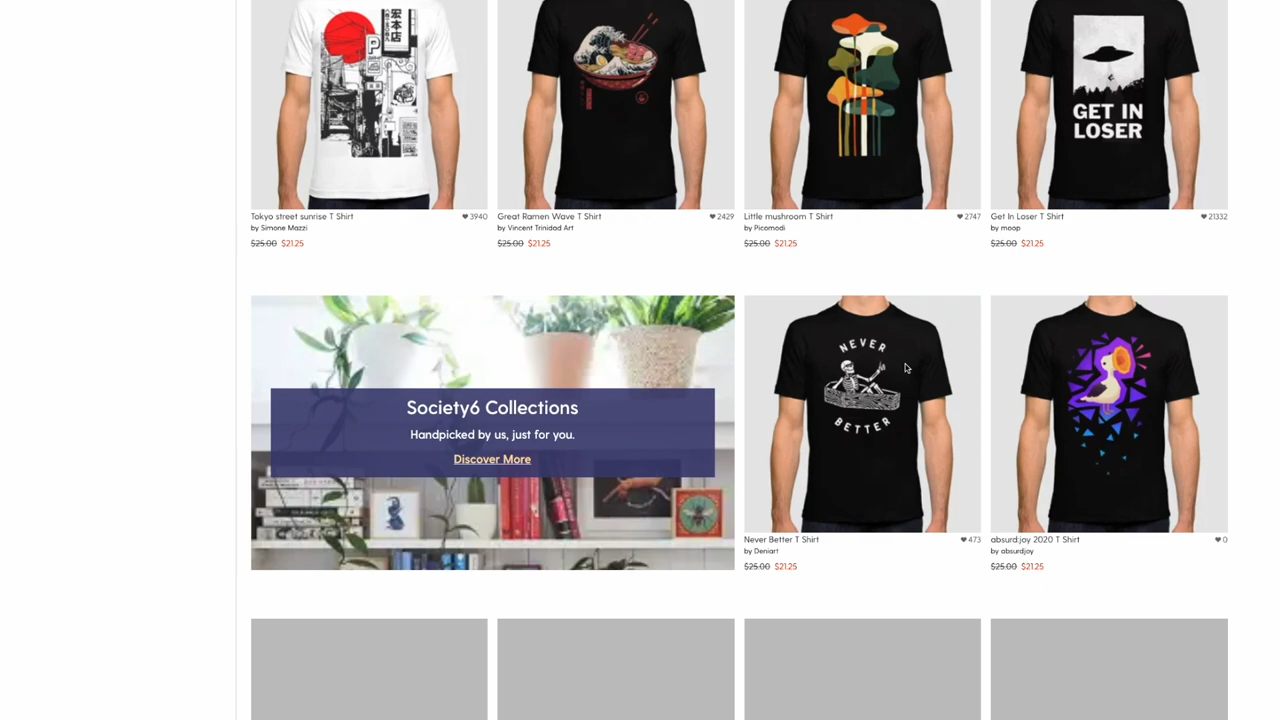 宏本店
P
GET IN
LOSER
Tokyo street sunrise T Shirt
3940
by Simone Mazzi
$25.00 $21.25
Great Ramen Wave T Shirt
2429
by Vincent Trinidad Art
$25.00 $21.25
Little mushroom T Shirt
2747
by Picomodi
$25.00 $21.25
Get In Loser T Shirt
21332
by moop
$25.00 $21.25
Society6 Collections
Handpicked by us, just for you.
Discover More
NEVER
BETTER
Never Better T Shirt
473
by Deniart
$25.00 $21.25
absurd:joy 2020 T Shirt
0
by absurdjoy
$25.00 $21.25